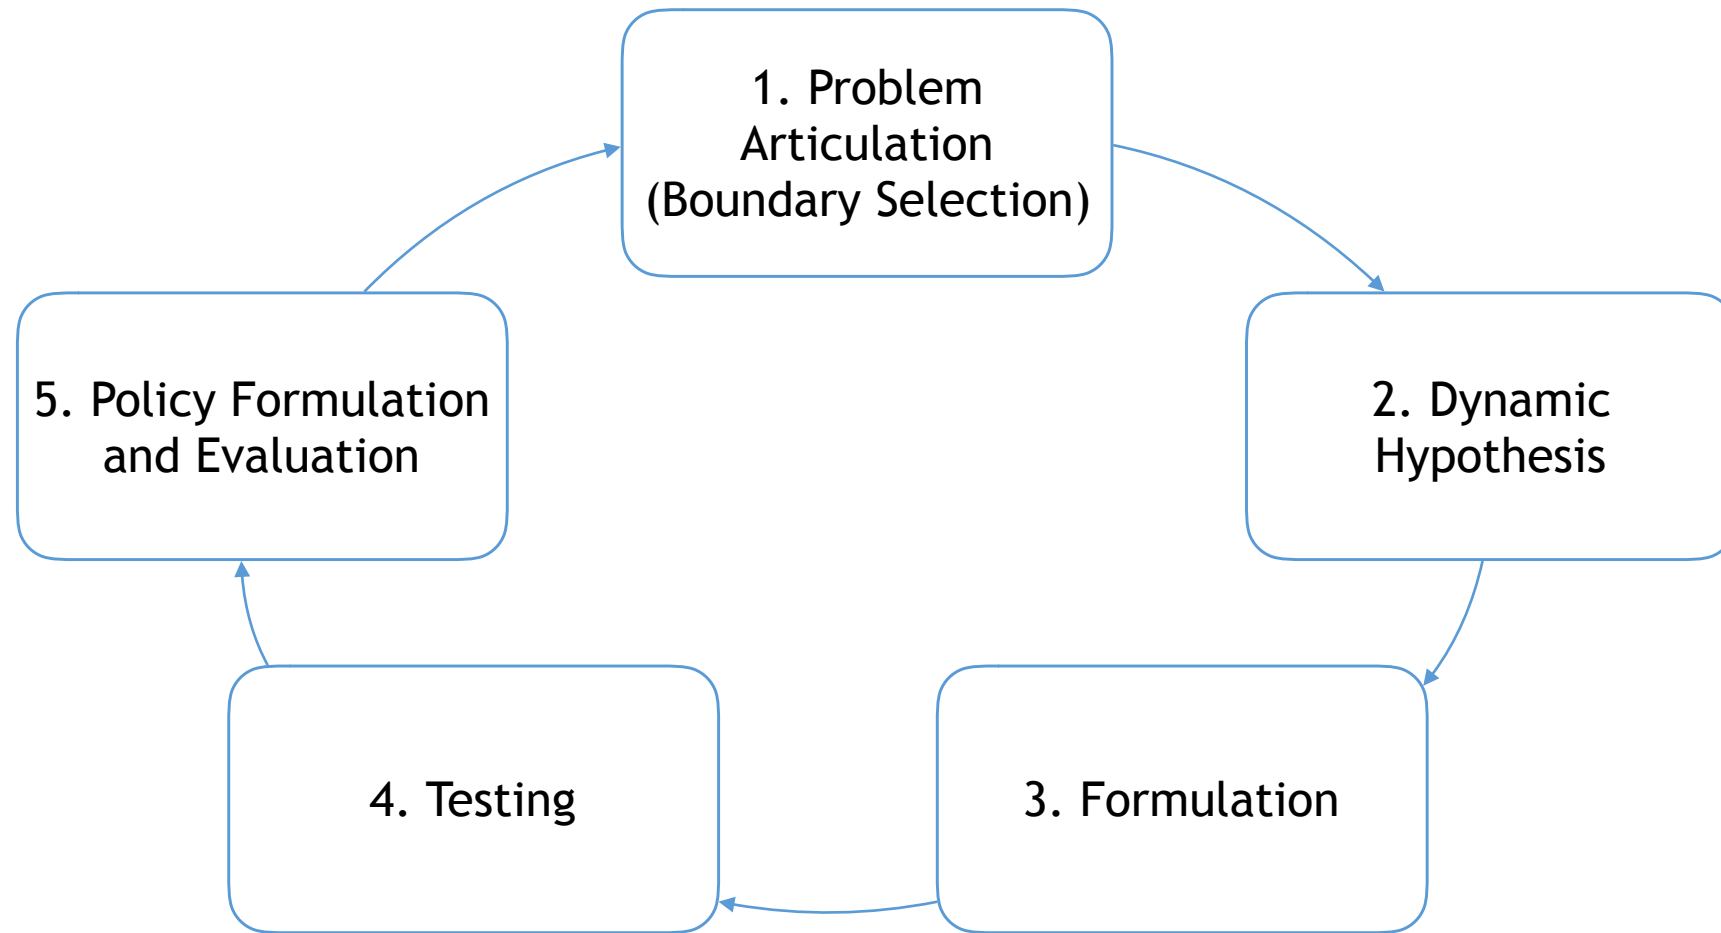 1. Problem
Articulation
(Boundary Selection)
2. Dynamic
Hypothesis
3. Formulation
4. Testing
5. Policy Formulation
and Evaluation